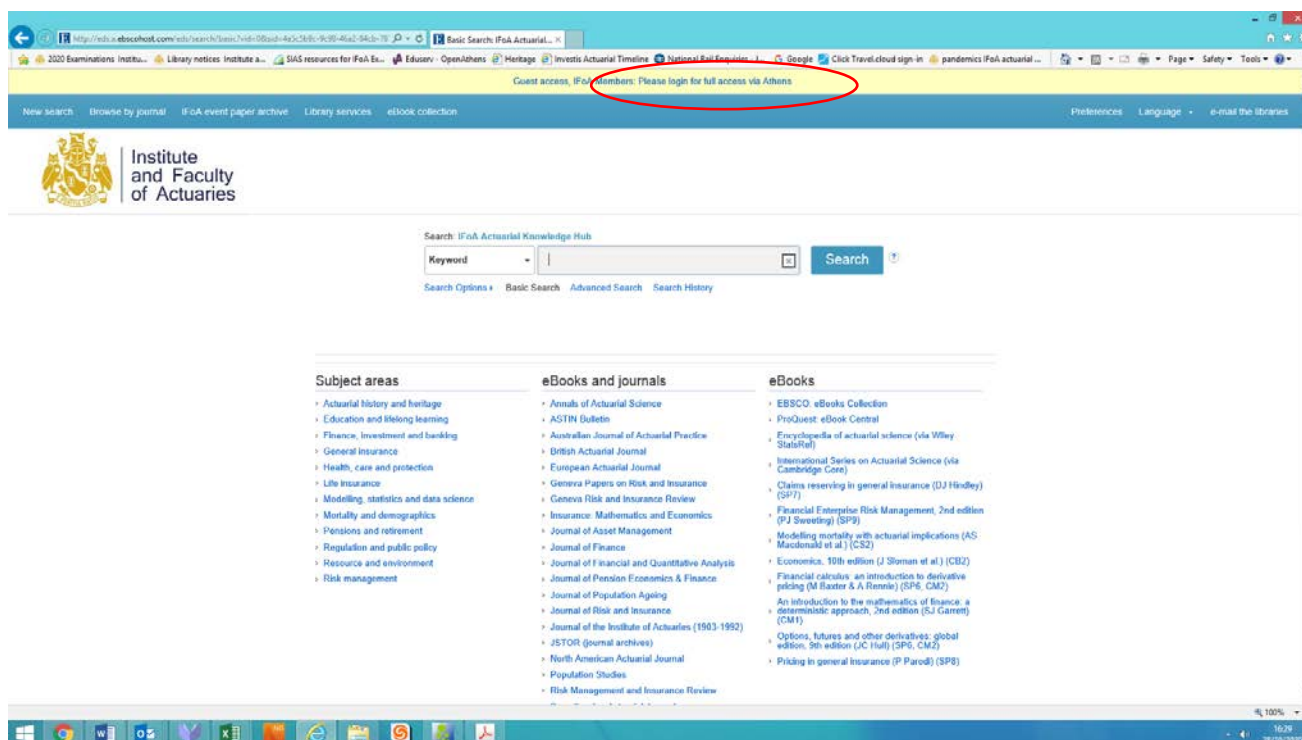 Basic Search: IFoA Actuarial...
2020 Examinations Institu...
Library notices Institute a...
SIAS resources for IFoA Ex...
Eduserv - OpenAthens
Heritage
Investis Actuarial Timeline
National Rail Enquiries
Google
Click Travel.cloud sign-in
pandemics IFoA actuarial ...
Page
Safety
Tools
Guest access, IFoA Members: Please login for full access via Athens
New search
Browse by journal
IFoA event paper archive
Library services
eBook collection
Preferences
Language
e-mail the libraries
Institute
and Faculty
of Actuaries
Search: IFoA Actuarial Knowledge Hub
Keyword
Search
Search Options
Basic Search
Advanced Search
Search History
Subject areas
Actuarial history and heritage
Education and lifelong learning
Finance, investment and banking
General insurance
Health, care and protection
Life insurance
Modelling, statistics and data science
Mortality and demographics
Pensions and retirement
Regulation and public policy
Resource and environment
Risk management
eBooks and journals
Annals of Actuarial Science
ASTIN Bulletin
Australian Journal of Actuarial Practice
British Actuarial Journal
European Actuarial Journal
Geneva Papers on Risk and Insurance
Geneva Risk and Insurance Review
Insurance: Mathematics and Economics
Journal of Asset Management
Journal of Finance
Journal of Financial and Quantitative Analysis
Journal of Pension Economics & Finance
Journal of Population Ageing
Journal of Risk and Insurance
Journal of the Institute of Actuaries (1903-1992)
JSTOR (journal archives)
North American Actuarial Journal
Population Studies
Risk Management and Insurance Review
eBooks
EBSCO: eBooks Collection
ProQuest: eBook Central
Encyclopedia of actuarial science (via Wiley
StatsRef)
International Series on Actuarial Science (via
Cambridge Core)
Claims reserving in general insurance (DJ Hindley)
(SP7)
Financial Enterprise Risk Management, 2nd edition
(PJ Sweeting) (SP9)
Modelling mortality with actuarial implications (AS
Macdonald et al.) (CS2)
Economics, 10th edition (J Sloman et al.) (CB2)
Financial calculus: an introduction to derivative
pricing (M Baxter & A Rennie) (SP6, CM2)
An introduction to the mathematics of finance: a
deterministic approach, 2nd edition (SJ Garrett)
(CM1)
Options, futures and other derivatives: global
edition, 9th edition (JC Hull) (SP6, CM2)
Pricing in general insurance (P Parodi) (SP8)
100%
16:29